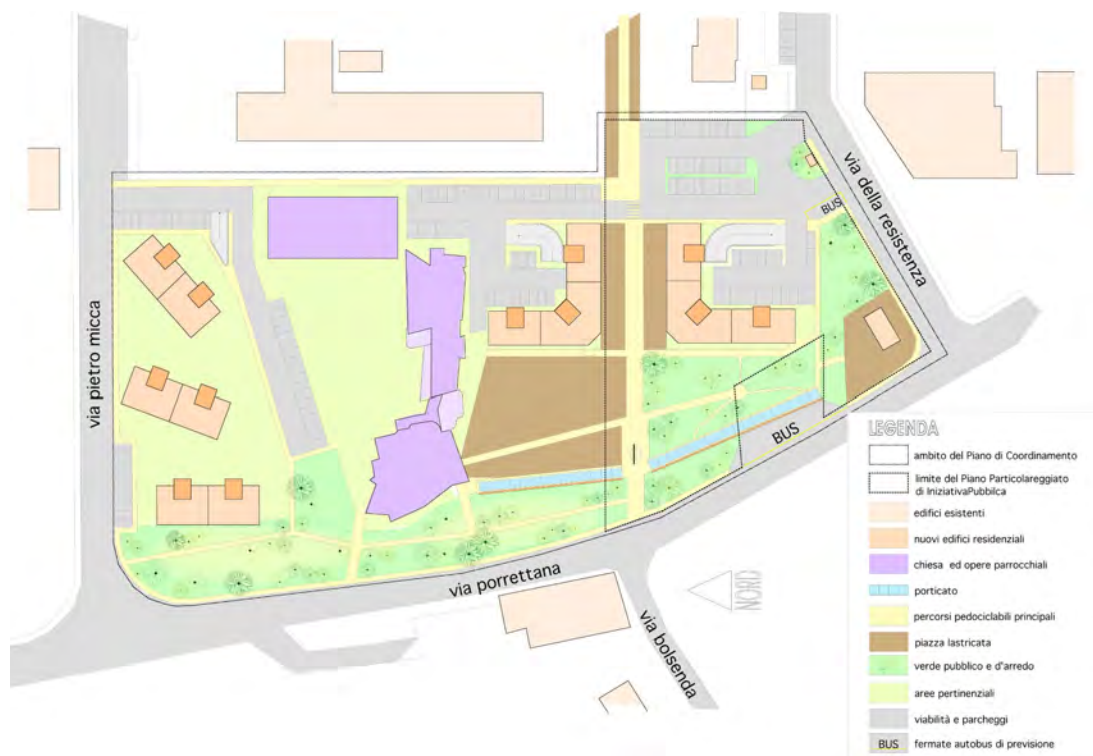 via pietro micca
via della resistenza
BUS
BUS
via porrettana
via bolsenda
NORD
LEGENDA
ambito del Piano di Coordinamento
limite del Piano Particolareggiato
di IniziativaPubbilca
edifici esistenti
nuovi edifici residenziali
chiesa ed opere parrocchiali
porticato
percorsi pedociclabili principali
piazza lastricata
verde pubblico e d'arredo
aree pertinenziali
viabilità e parcheggi
BUS fermate autobus di previsione